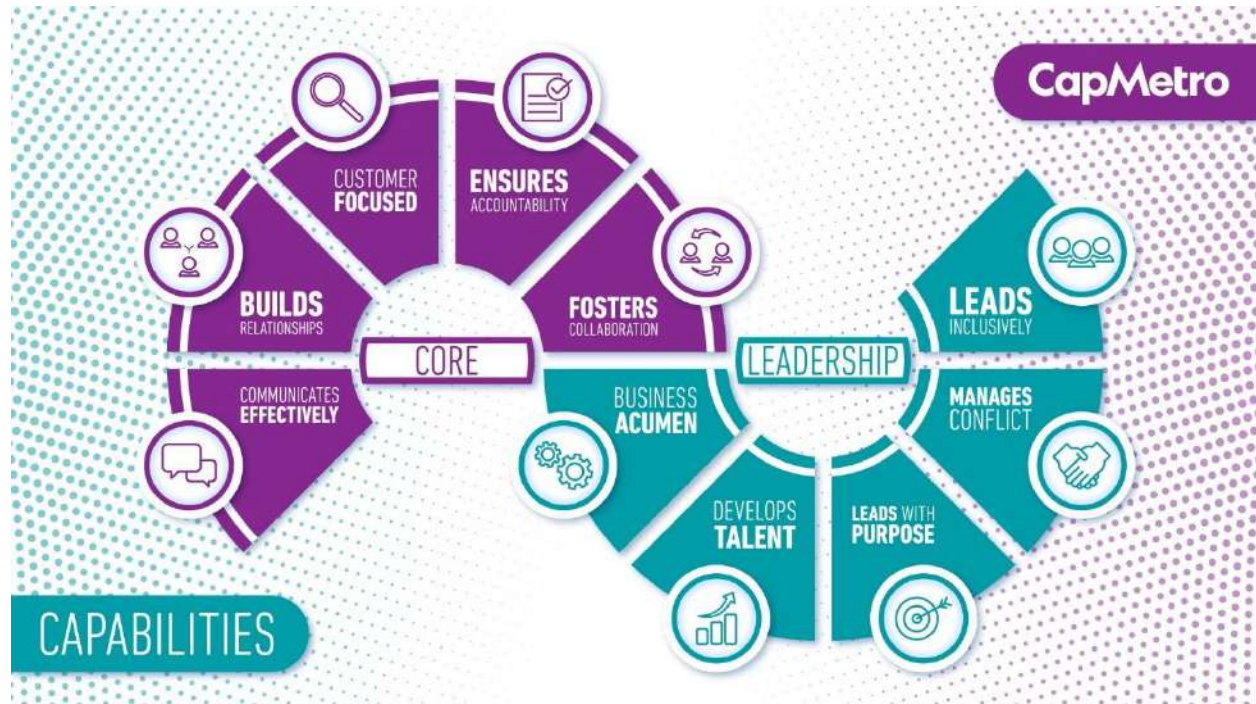 CapMetro
CUSTOMER
FOCUSED
ENSURES
ACCOUNTABILITY
BUILDS
RELATIONSHIPS
FOSTERS
COLLABORATION
CORE
COMMUNICATES
EFFECTIVELY
LEADERSHIP
LEADS
INCLUSIVELY
BUSINESS
ACUMEN
MANAGES
CONFLICT
DEVELOPS
TALENT
LEADS WITH
PURPOSE
CAPABILITIES